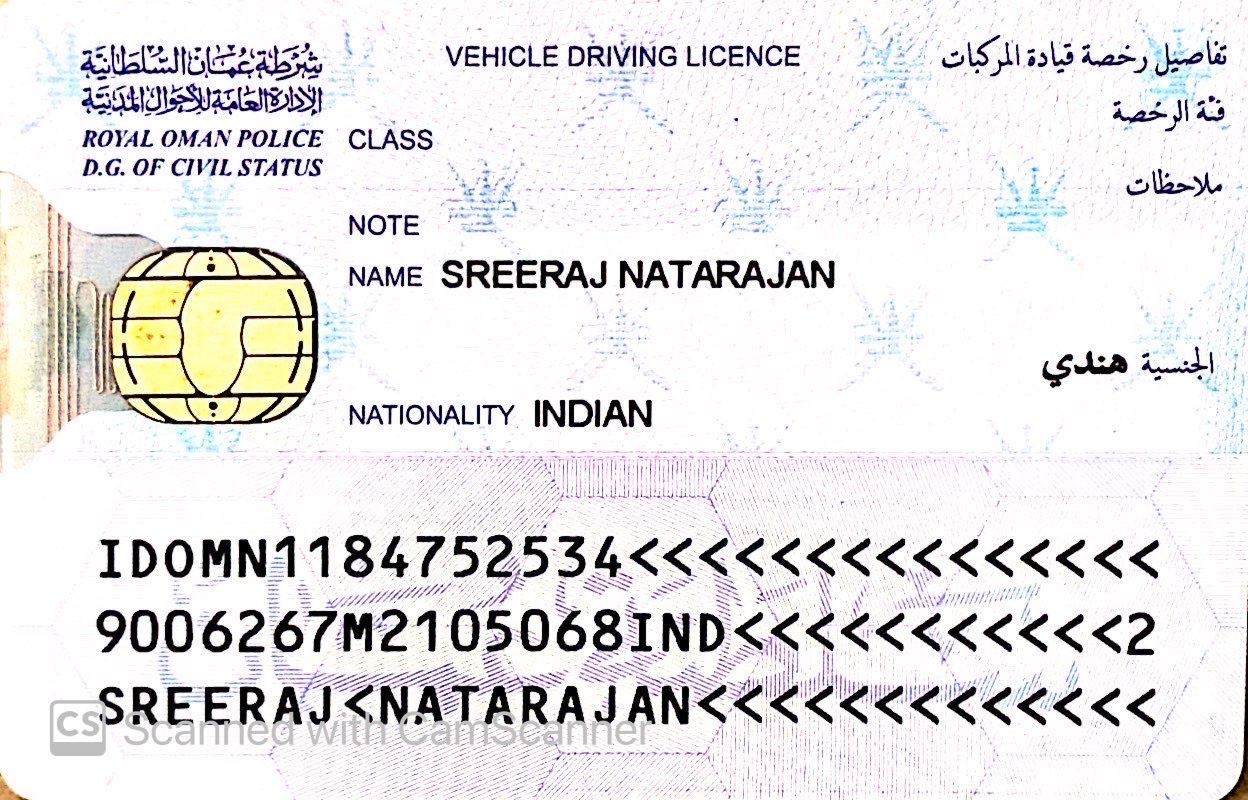 شرطة عمان السلطانية
الإدارة العامة للأحوال المدنية
ROYAL OMAN POLICE
D.G. OF CIVIL STATUS
VEHICLE DRIVING LICENCE
تفاصيل رخصة قيادة المركبات
CLASS
فئة الرخصة
NOTE
ملاحظات
NAME SREERAJ NATARAJAN
الجنسية هندي
NATIONALITY INDIAN
IDOMN1184752534<<<<<<<<<<<<<<<
9006267M2105068IND<<<<<<<<<<<2
SREERAJ<NATARAJAN<<<<<<<<<<<<<
CS Scanned with CamScanner